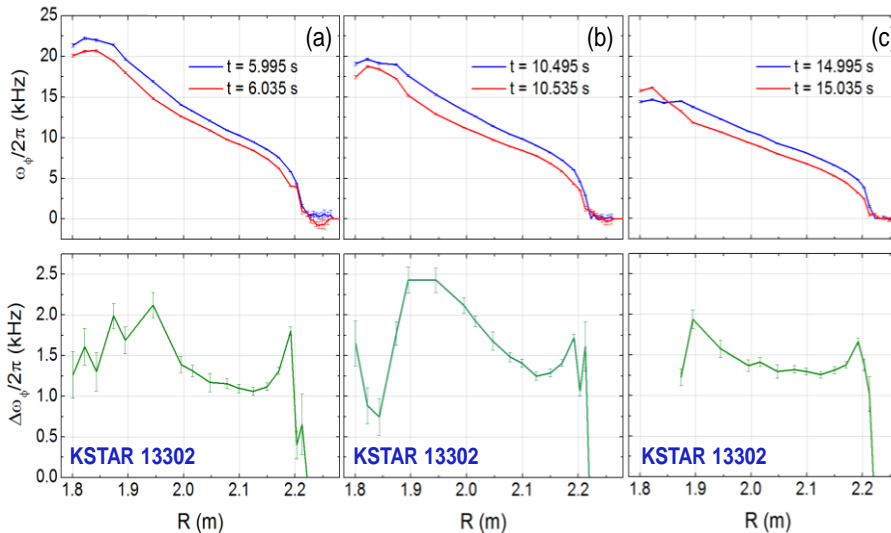 (a)
(b)
(c)
25
20
15
10
5
0
ω_ϕ/2π (kHz)
t = 5.995 s
t = 6.035 s
t = 10.495 s
t = 10.535 s
t = 14.995 s
t = 15.035 s
2.5
2.0
1.5
1.0
0.5
0.0
Δω_ϕ/2π (kHz)
KSTAR 13302
KSTAR 13302
KSTAR 13302
1.8 1.9 2.0 2.1 2.2
1.8 1.9 2.0 2.1 2.2
1.8 1.9 2.0 2.1 2.2
R (m)
R (m)
R (m)